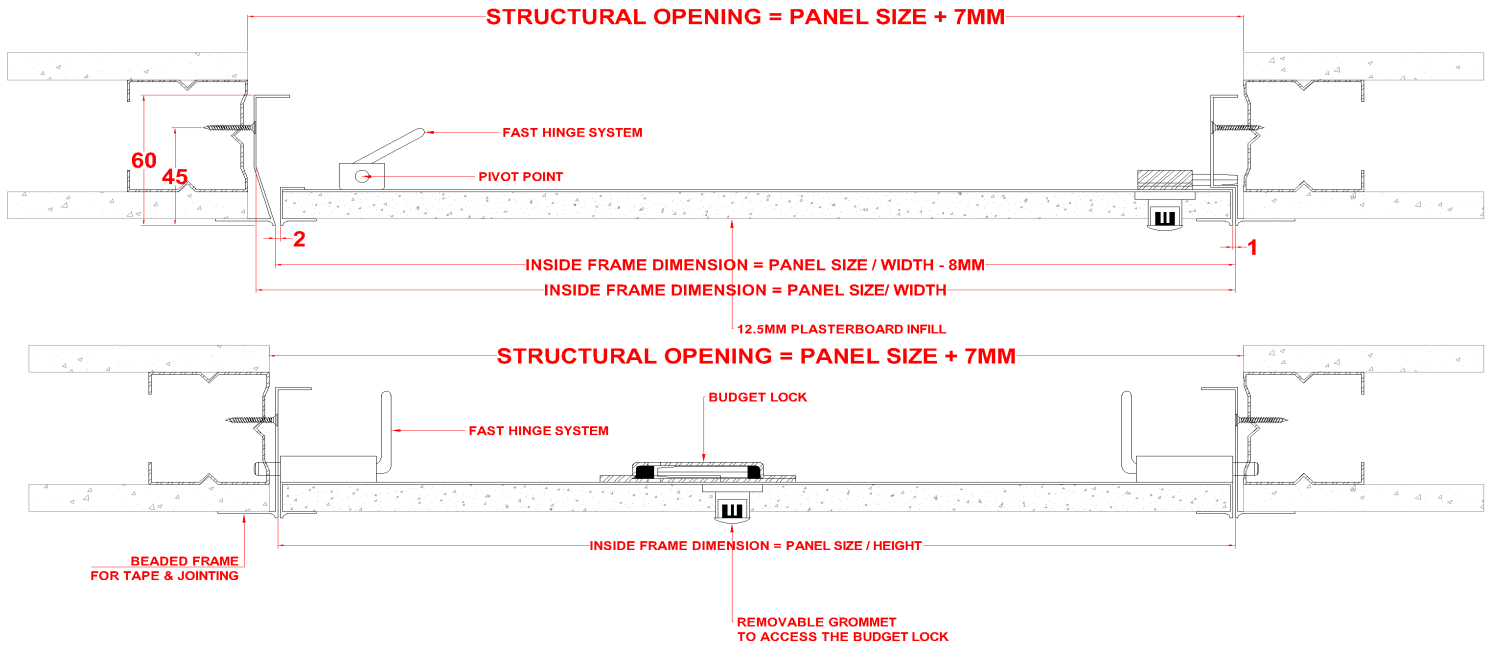 STRUCTURAL OPENING = PANEL SIZE + 7MM
FAST HINGE SYSTEM
60
45
PIVOT POINT
2
1
INSIDE FRAME DIMENSION = PANEL SIZE / WIDTH - 8MM
INSIDE FRAME DIMENSION = PANEL SIZE/ WIDTH
12.5MM PLASTERBOARD INFILL
STRUCTURAL OPENING = PANEL SIZE + 7MM
BUDGET LOCK
FAST HINGE SYSTEM
INSIDE FRAME DIMENSION = PANEL SIZE / HEIGHT
BEADED FRAME
FOR TAPE & JOINTING
REMOVABLE GROMMET
TO ACCESS THE BUDGET LOCK